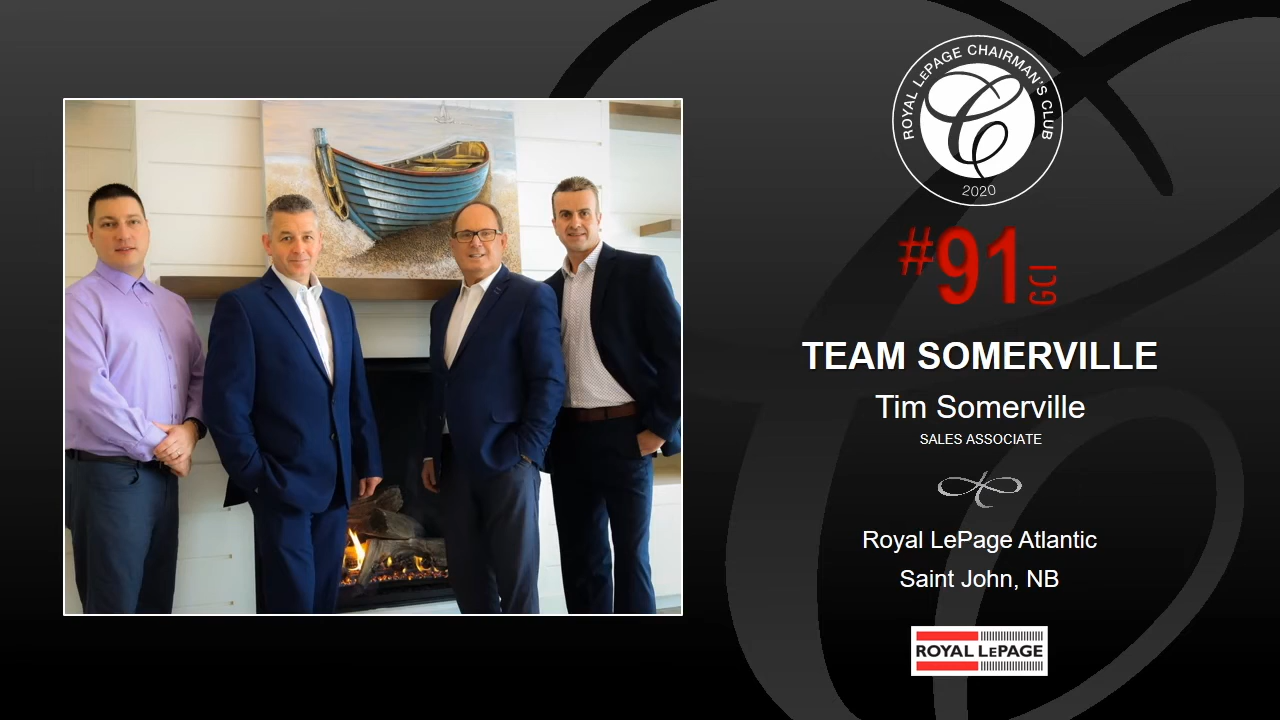 ROYAL LEPAGE CHAIRMAN'S CLUB
2020
#91 GCI
TEAM SOMERVILLE
Tim Somerville
SALES ASSOCIATE
Royal LePage Atlantic
Saint John, NB
ROYAL LEPAGE